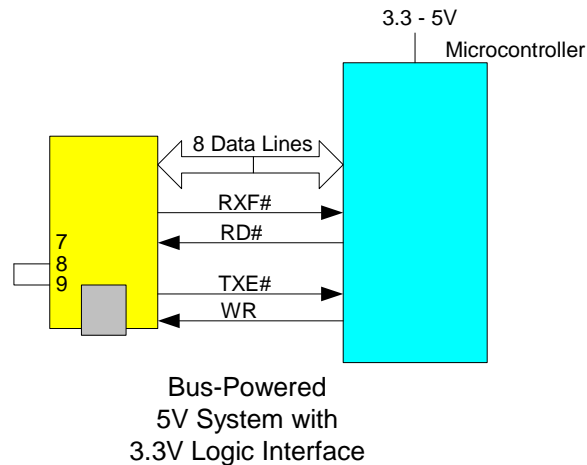 3.3 - 5V
Microcontroller
8 Data Lines
RXF#
RD#
TXE#
WR
7
8
9
Bus-Powered
5V System with
3.3V Logic Interface